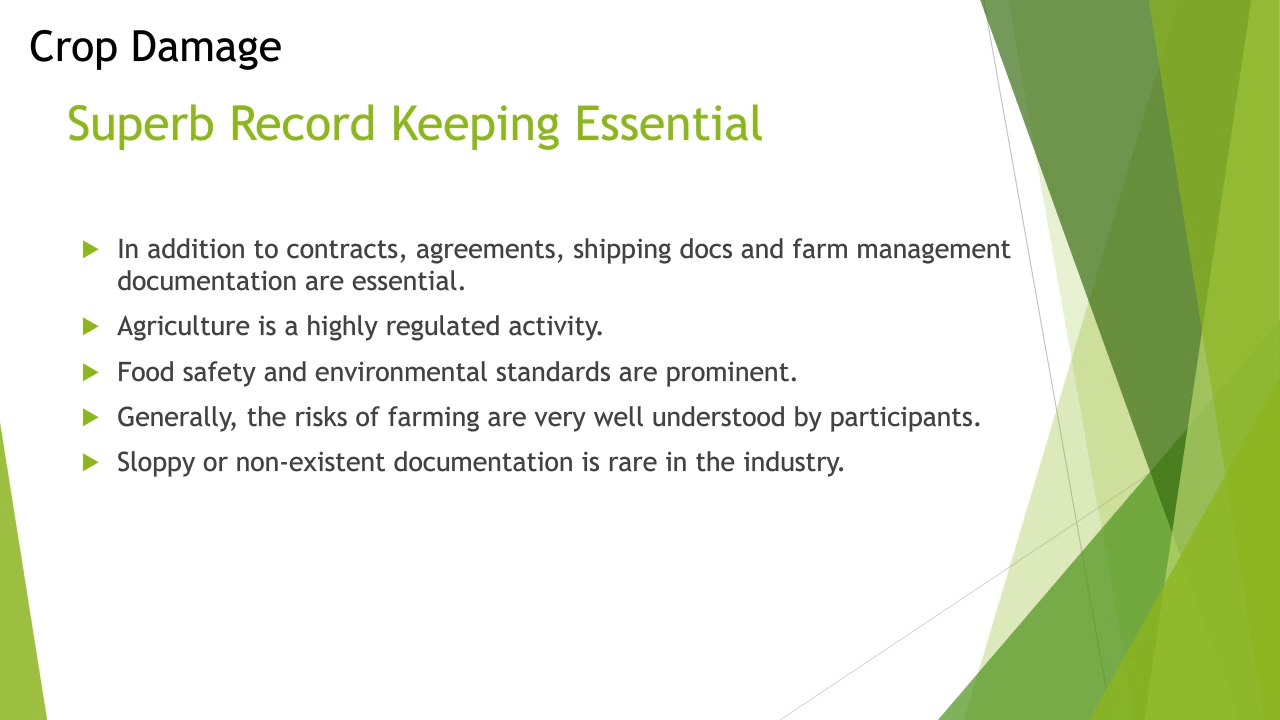 Crop Damage
Superb Record Keeping Essential
In addition to contracts, agreements, shipping docs and farm management
documentation are essential.
Agriculture is a highly regulated activity.
Food safety and environmental standards are prominent.
Generally, the risks of farming are very well understood by participants.
Sloppy or non-existent documentation is rare in the industry.